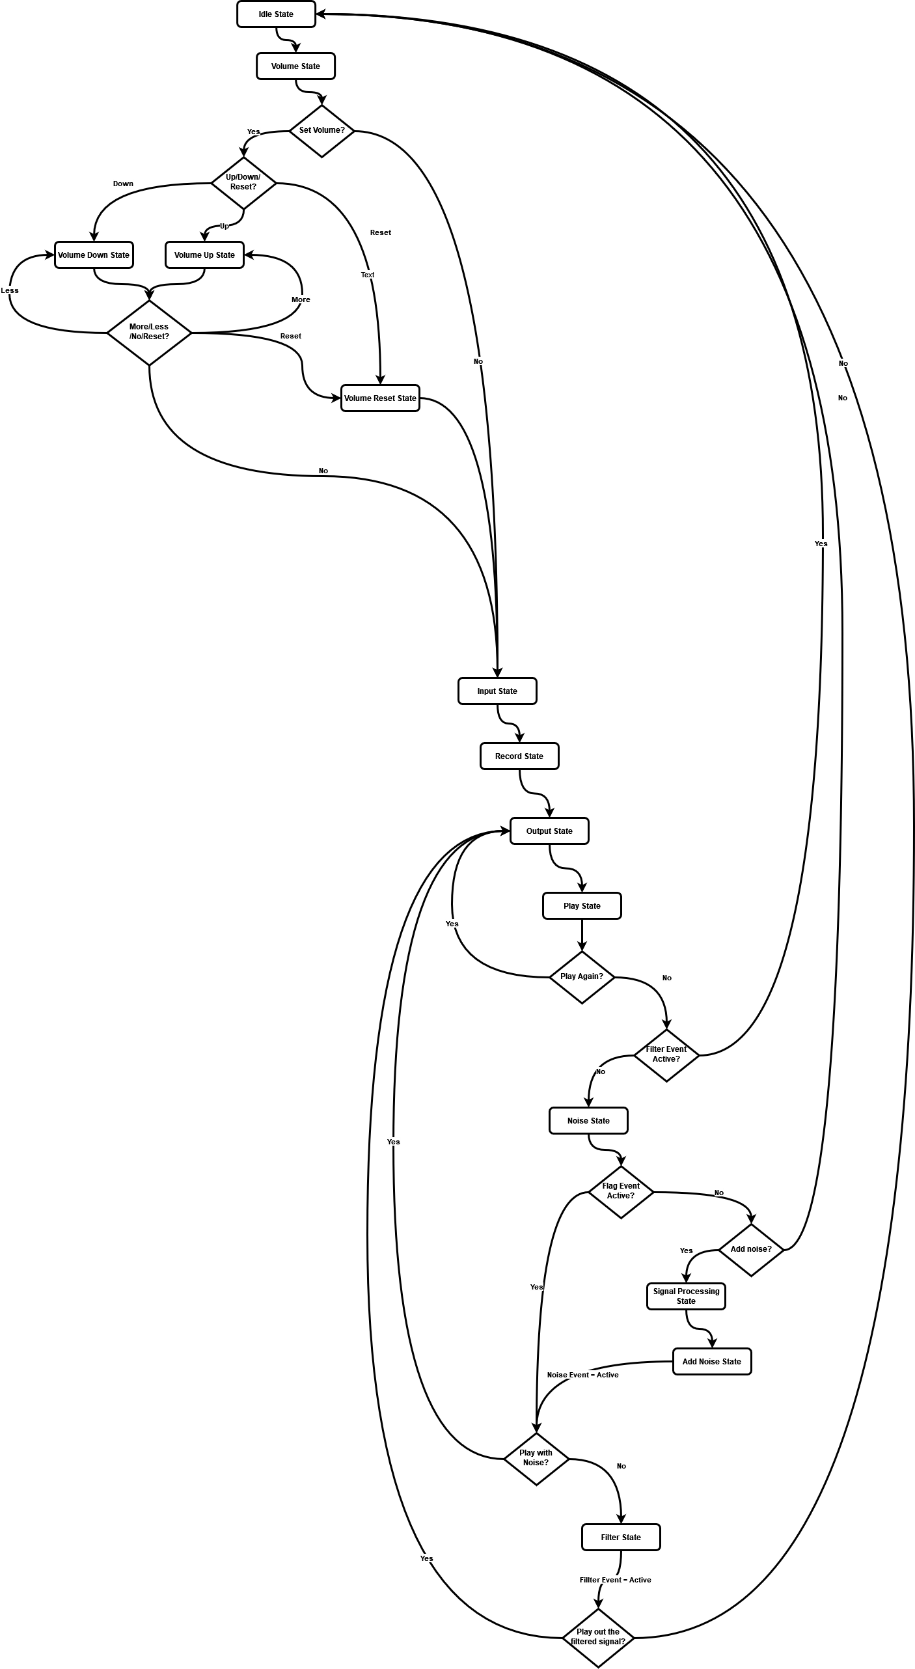 Idle State
Volume State
Set Volume?
Yes
Up/Down/
Reset?
Down
Up
Reset
Volume Down State
Volume Up State
Text
Less
More
More/Less
/No/Reset?
Reset
No
No
Volume Reset State
No
No
Yes
Input State
Record State
Output State
Play State
Yes
Play Again?
No
Filter Event
Active?
No
Noise State
Yes
Flag Event
Active?
No
Add noise?
Yes
Yes
Signal Processing
State
Add Noise State
Noise Event = Active
Play with
Noise?
No
Filter State
Yes
Fillter Event = Active
Play out the
filtered signal?